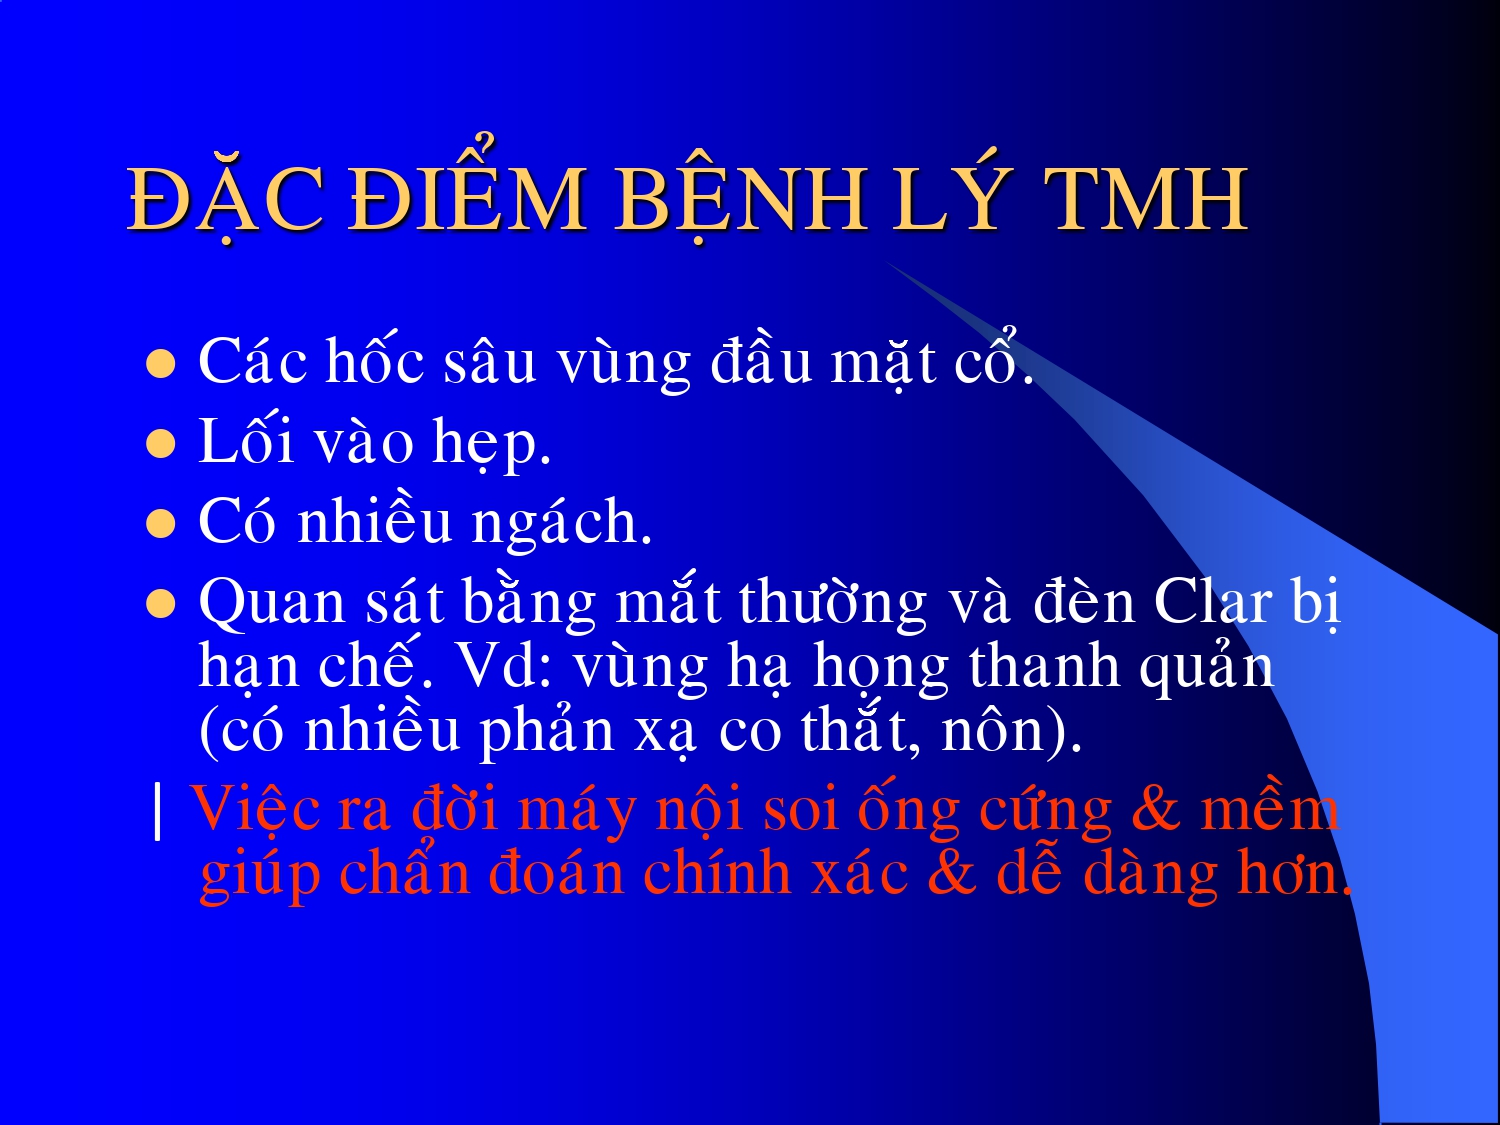 ĐẶC ĐIỂM BỆNH LÝ TMH
● Các hốc sâu vùng đầu mặt cổ.
● Lối vào hẹp.
● Có nhiều ngách.
● Quan sát bằng mắt thường và đèn Clar bị
hạn chế. Vd: vùng hạ họng thanh quản
(có nhiều phản xạ co thắt, nôn).
| Việc ra đời máy nội soi ống cứng & mềm
giúp chẩn đoán chính xác & dễ dàng hơn.